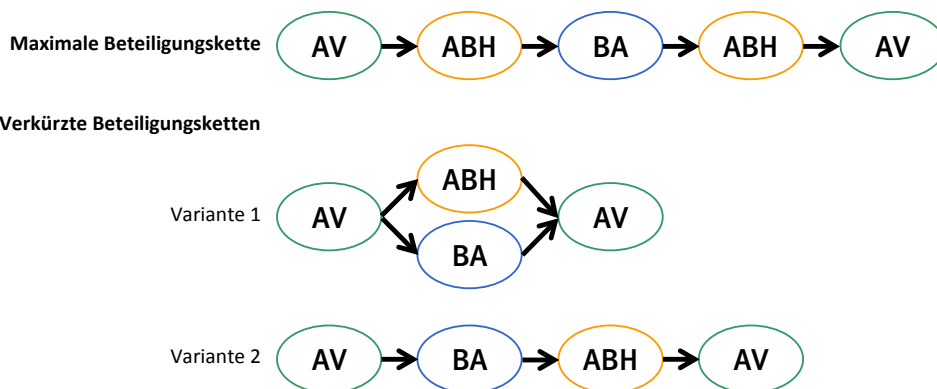 Maximale Beteiligungskette AV ABH BA ABH AV
Verkürzte Beteiligungsketten
ABH
Variante 1 AV AV
BA
Variante 2 AV BA ABH AV